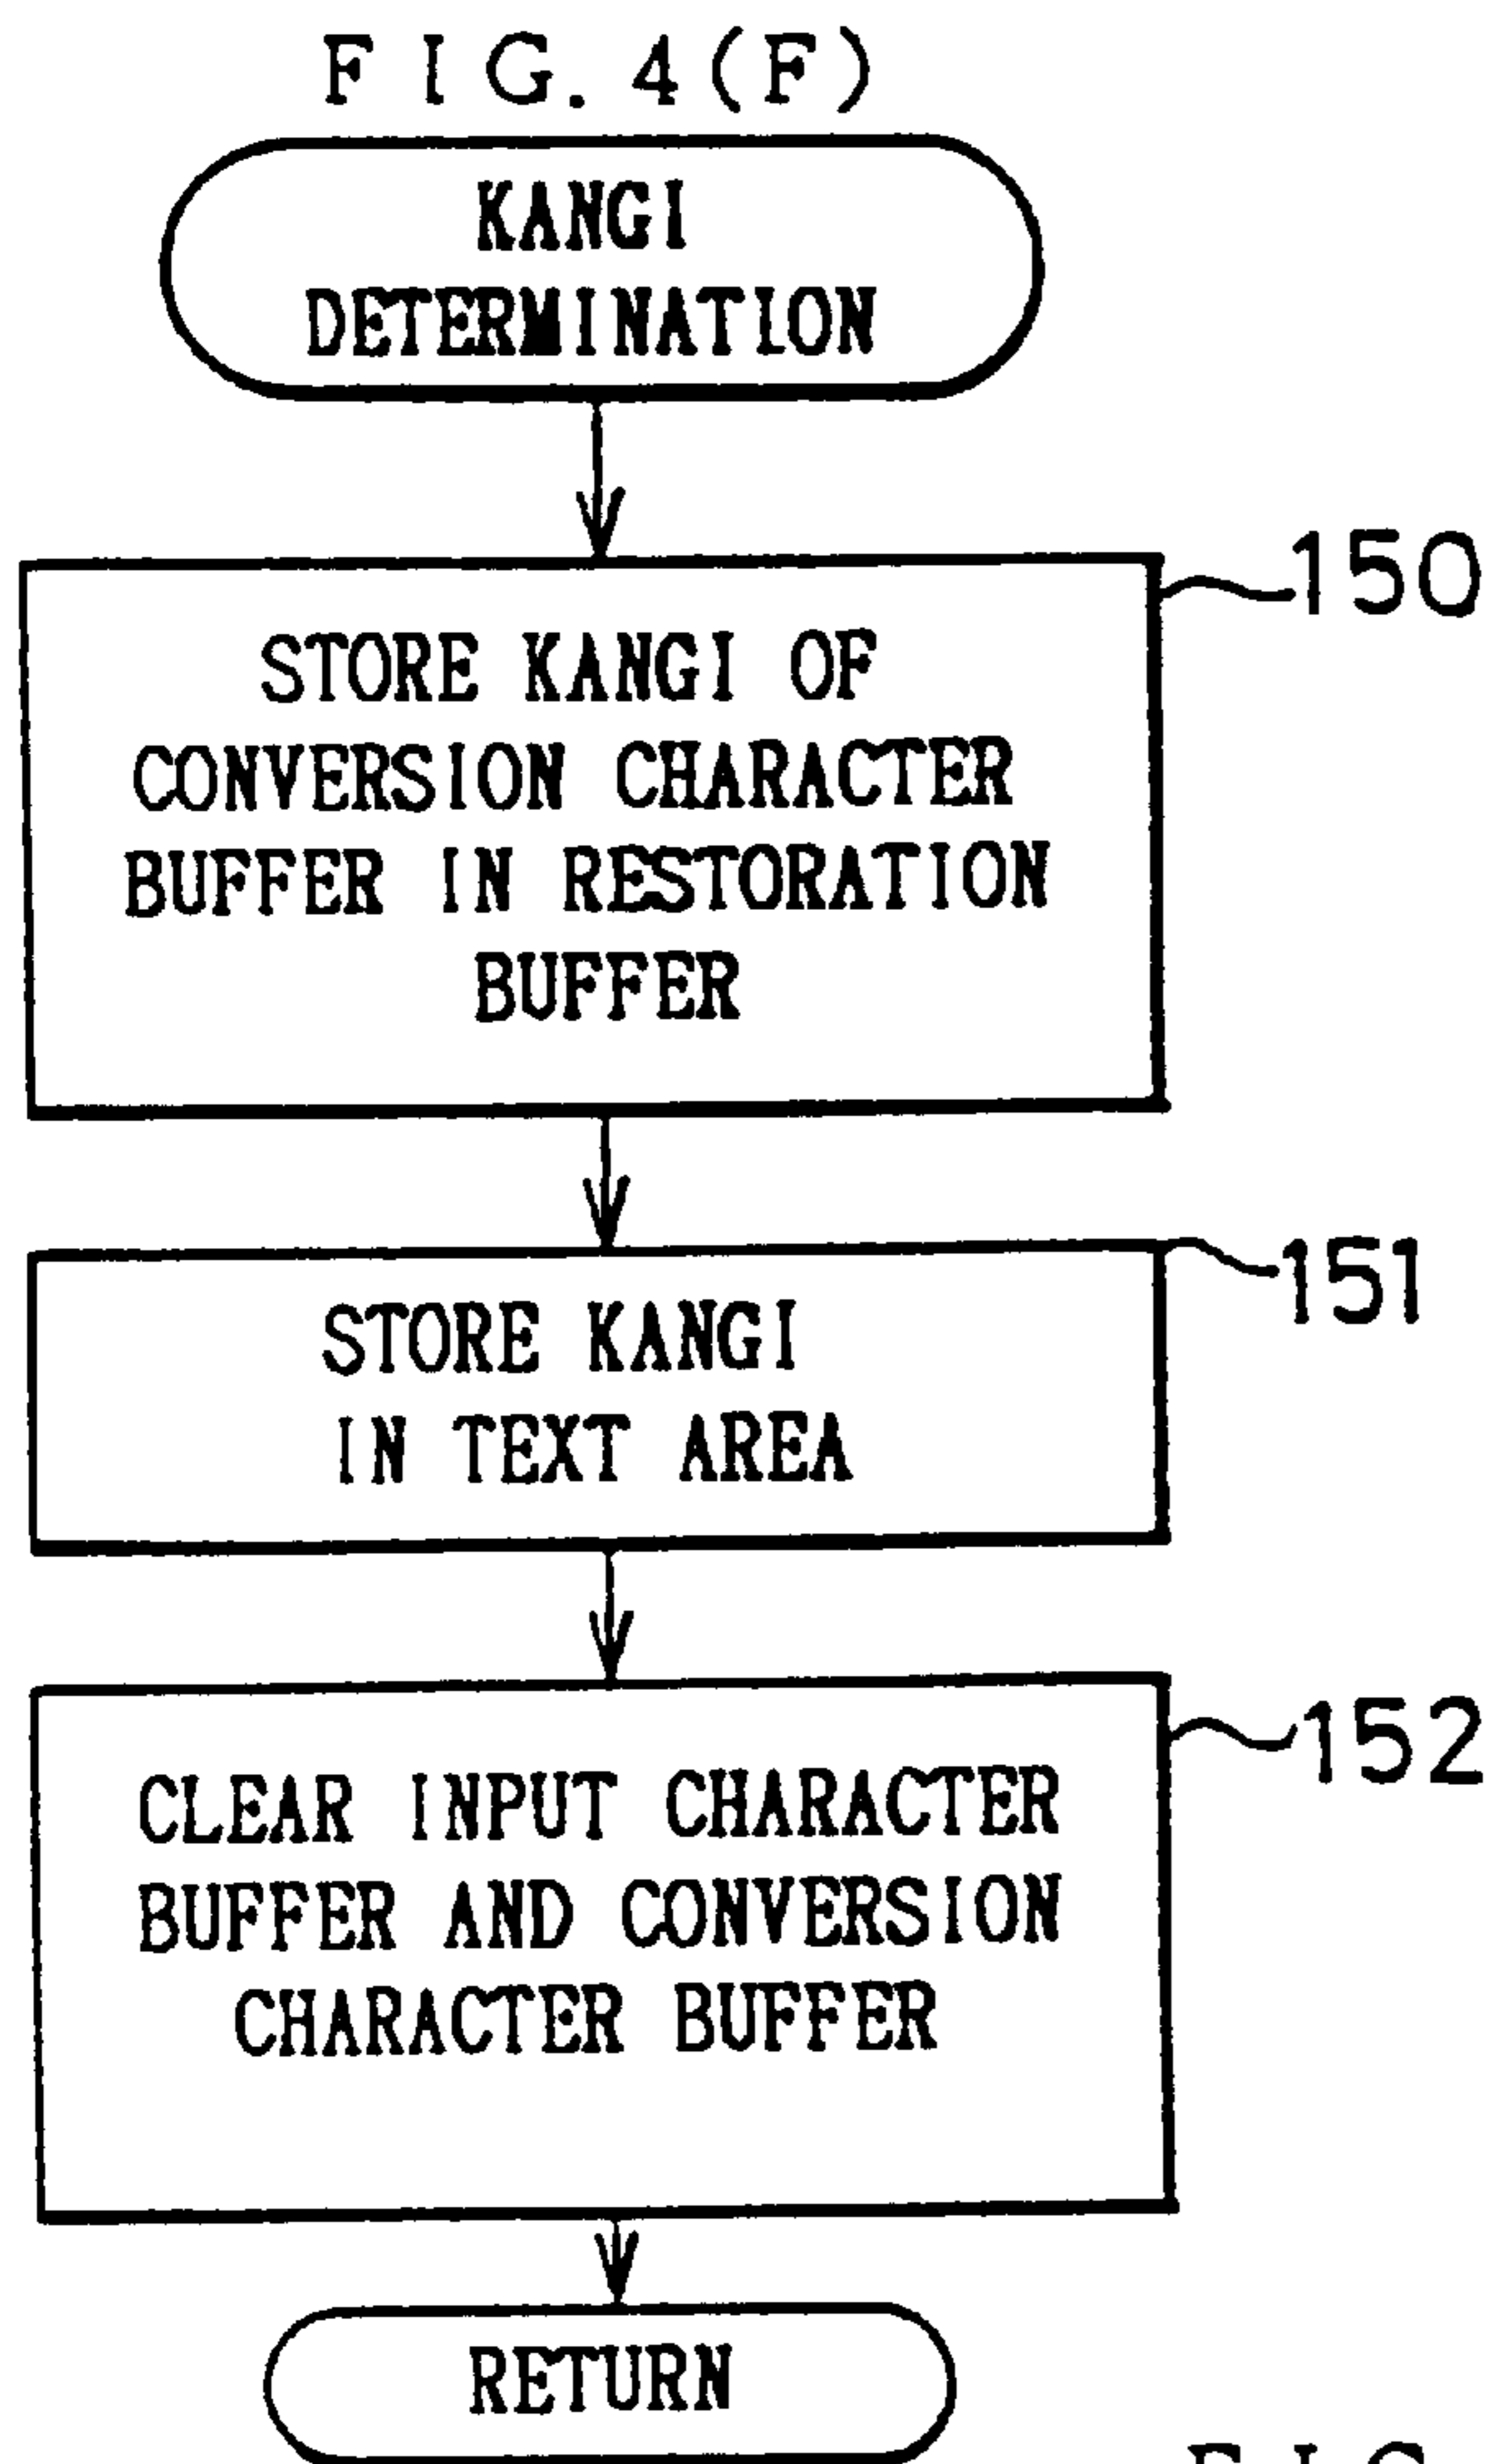 FIG. 4(F)
KANGI
DETERMINATION
150
STORE KANGI OF
CONVERSION CHARACTER
BUFFER IN RESTORATION
BUFFER
151
STORE KANGI
IN TEXT AREA
152
CLEAR INPUT CHARACTER
BUFFER AND CONVERSION
CHARACTER BUFFER
RETURN